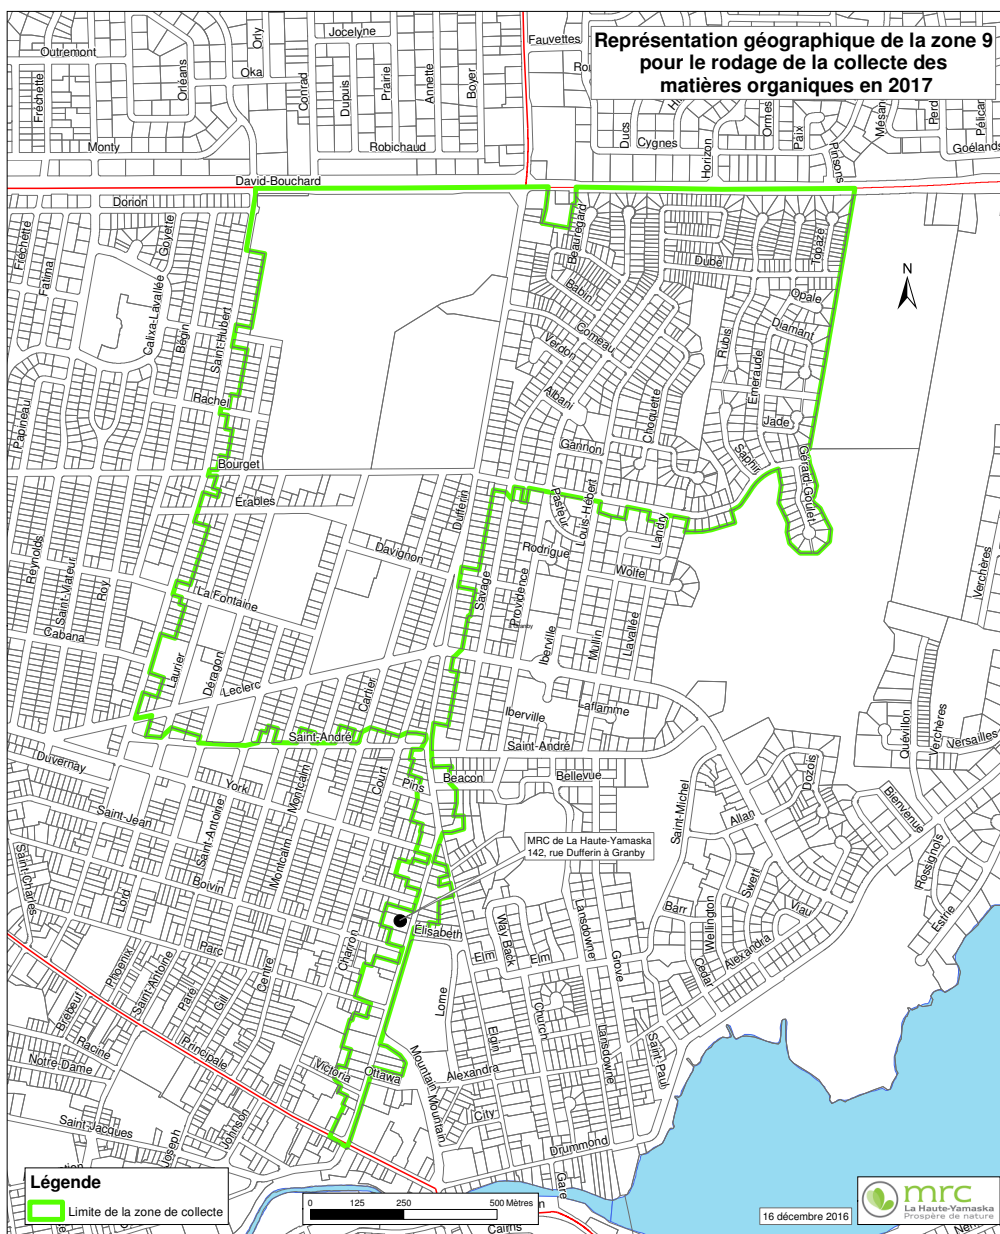 Représentation géographique de la zone 9
pour le rodage de la collecte des
matières organiques en 2017
Outremont
Fréchette
Orléans
Orly
Oka
Conrad
Jocelyne
Dupuis
Prairie
Annette
Boyer
Fauvettes
Monty
Robichaud
Ducs
Cygnes
Horizon
Ormes
Paix
Pinsons
Goélands
David-Bouchard
Dorion
Fréchette
Fatima
Goyette
Calixa-Lavallée
Bégin
Saint-Hubert
Beauregard
Babin
Comeau
Verdon
Dubé
Topaze
Opale
Diamant
Rubis
Émeraude
N
Papineau
Rachel
Albani
Choquette
Gannon
Jade
Saphir
Gérard-Goulet
Bourget
Érables
Dufferin
Pasteur
Louis-Hébert
Landry
Reynolds
Saint-Viateur
Roy
Davignon
Savage
Rodrigue
Wolfe
Verchères
La Fontaine
Providence
Cabana
Laurier
Déragon
Leclerc
Cartier
Iberville
Mullin
Lavallée
Iberville
Laflamme
Quévillon
Verchères
Versailles
Saint-André
Saint-André
Duvernay
York
Montcalm
Court
Pins
Beacon
Bellevue
Saint-Michel
Dozois
Bienvenue
Saint-Jean
Saint-Antoine
Montcalm
Allan
MRC de La Haute-Yamaska
142, rue Dufferin à Granby
Saint-Charles
Lord
Boivin
Swett
Rossignols
Estrie
Barr
Wellington
Viau
Élisabeth
Way Back
Lansdowne
Charron
Parc
Phoenix
Saint-Antoine
Centre
Elm
Elm
Grove
Cedar
Alexandra
Brébeuf
Racine
Paré
Gill
Lorne
Church
Elgin
Lansdowne
Saint-Paul
Principale
Notre-Dame
Victoria
Ottawa
Mountain
Mountain
Alexandra
City
Saint-Jacques
Joseph
Johnson
Drummond
Gare
Cairns
Légende
Limite de la zone de collecte
0 125 250 500 Mètres
16 décembre 2016
mrc
La Haute-Yamaska
Prospère de nature